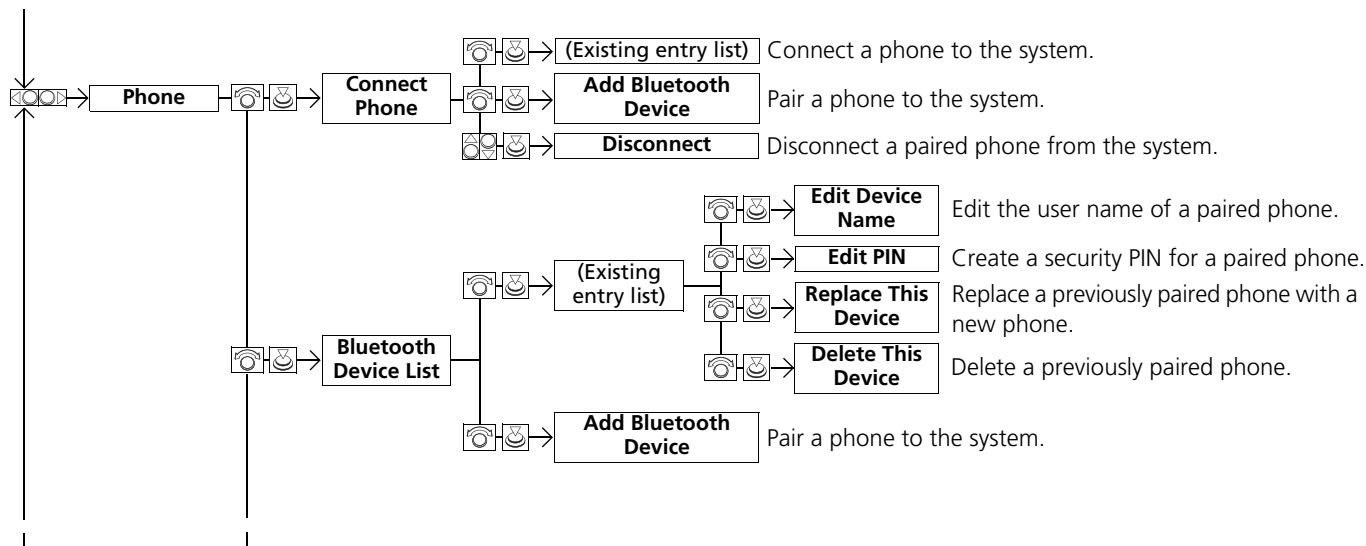 (Existing entry list) Connect a phone to the system.
Phone
Connect
Phone
Add Bluetooth
Device
Pair a phone to the system.
Disconnect Disconnect a paired phone from the system.
Edit Device
Name
Edit the user name of a paired phone.
(Existing
entry list)
Edit PIN Create a security PIN for a paired phone.
Replace This
Device
Replace a previously paired phone with a
new phone.
Bluetooth
Device List
Delete This
Device
Delete a previously paired phone.
Add Bluetooth
Device
Pair a phone to the system.